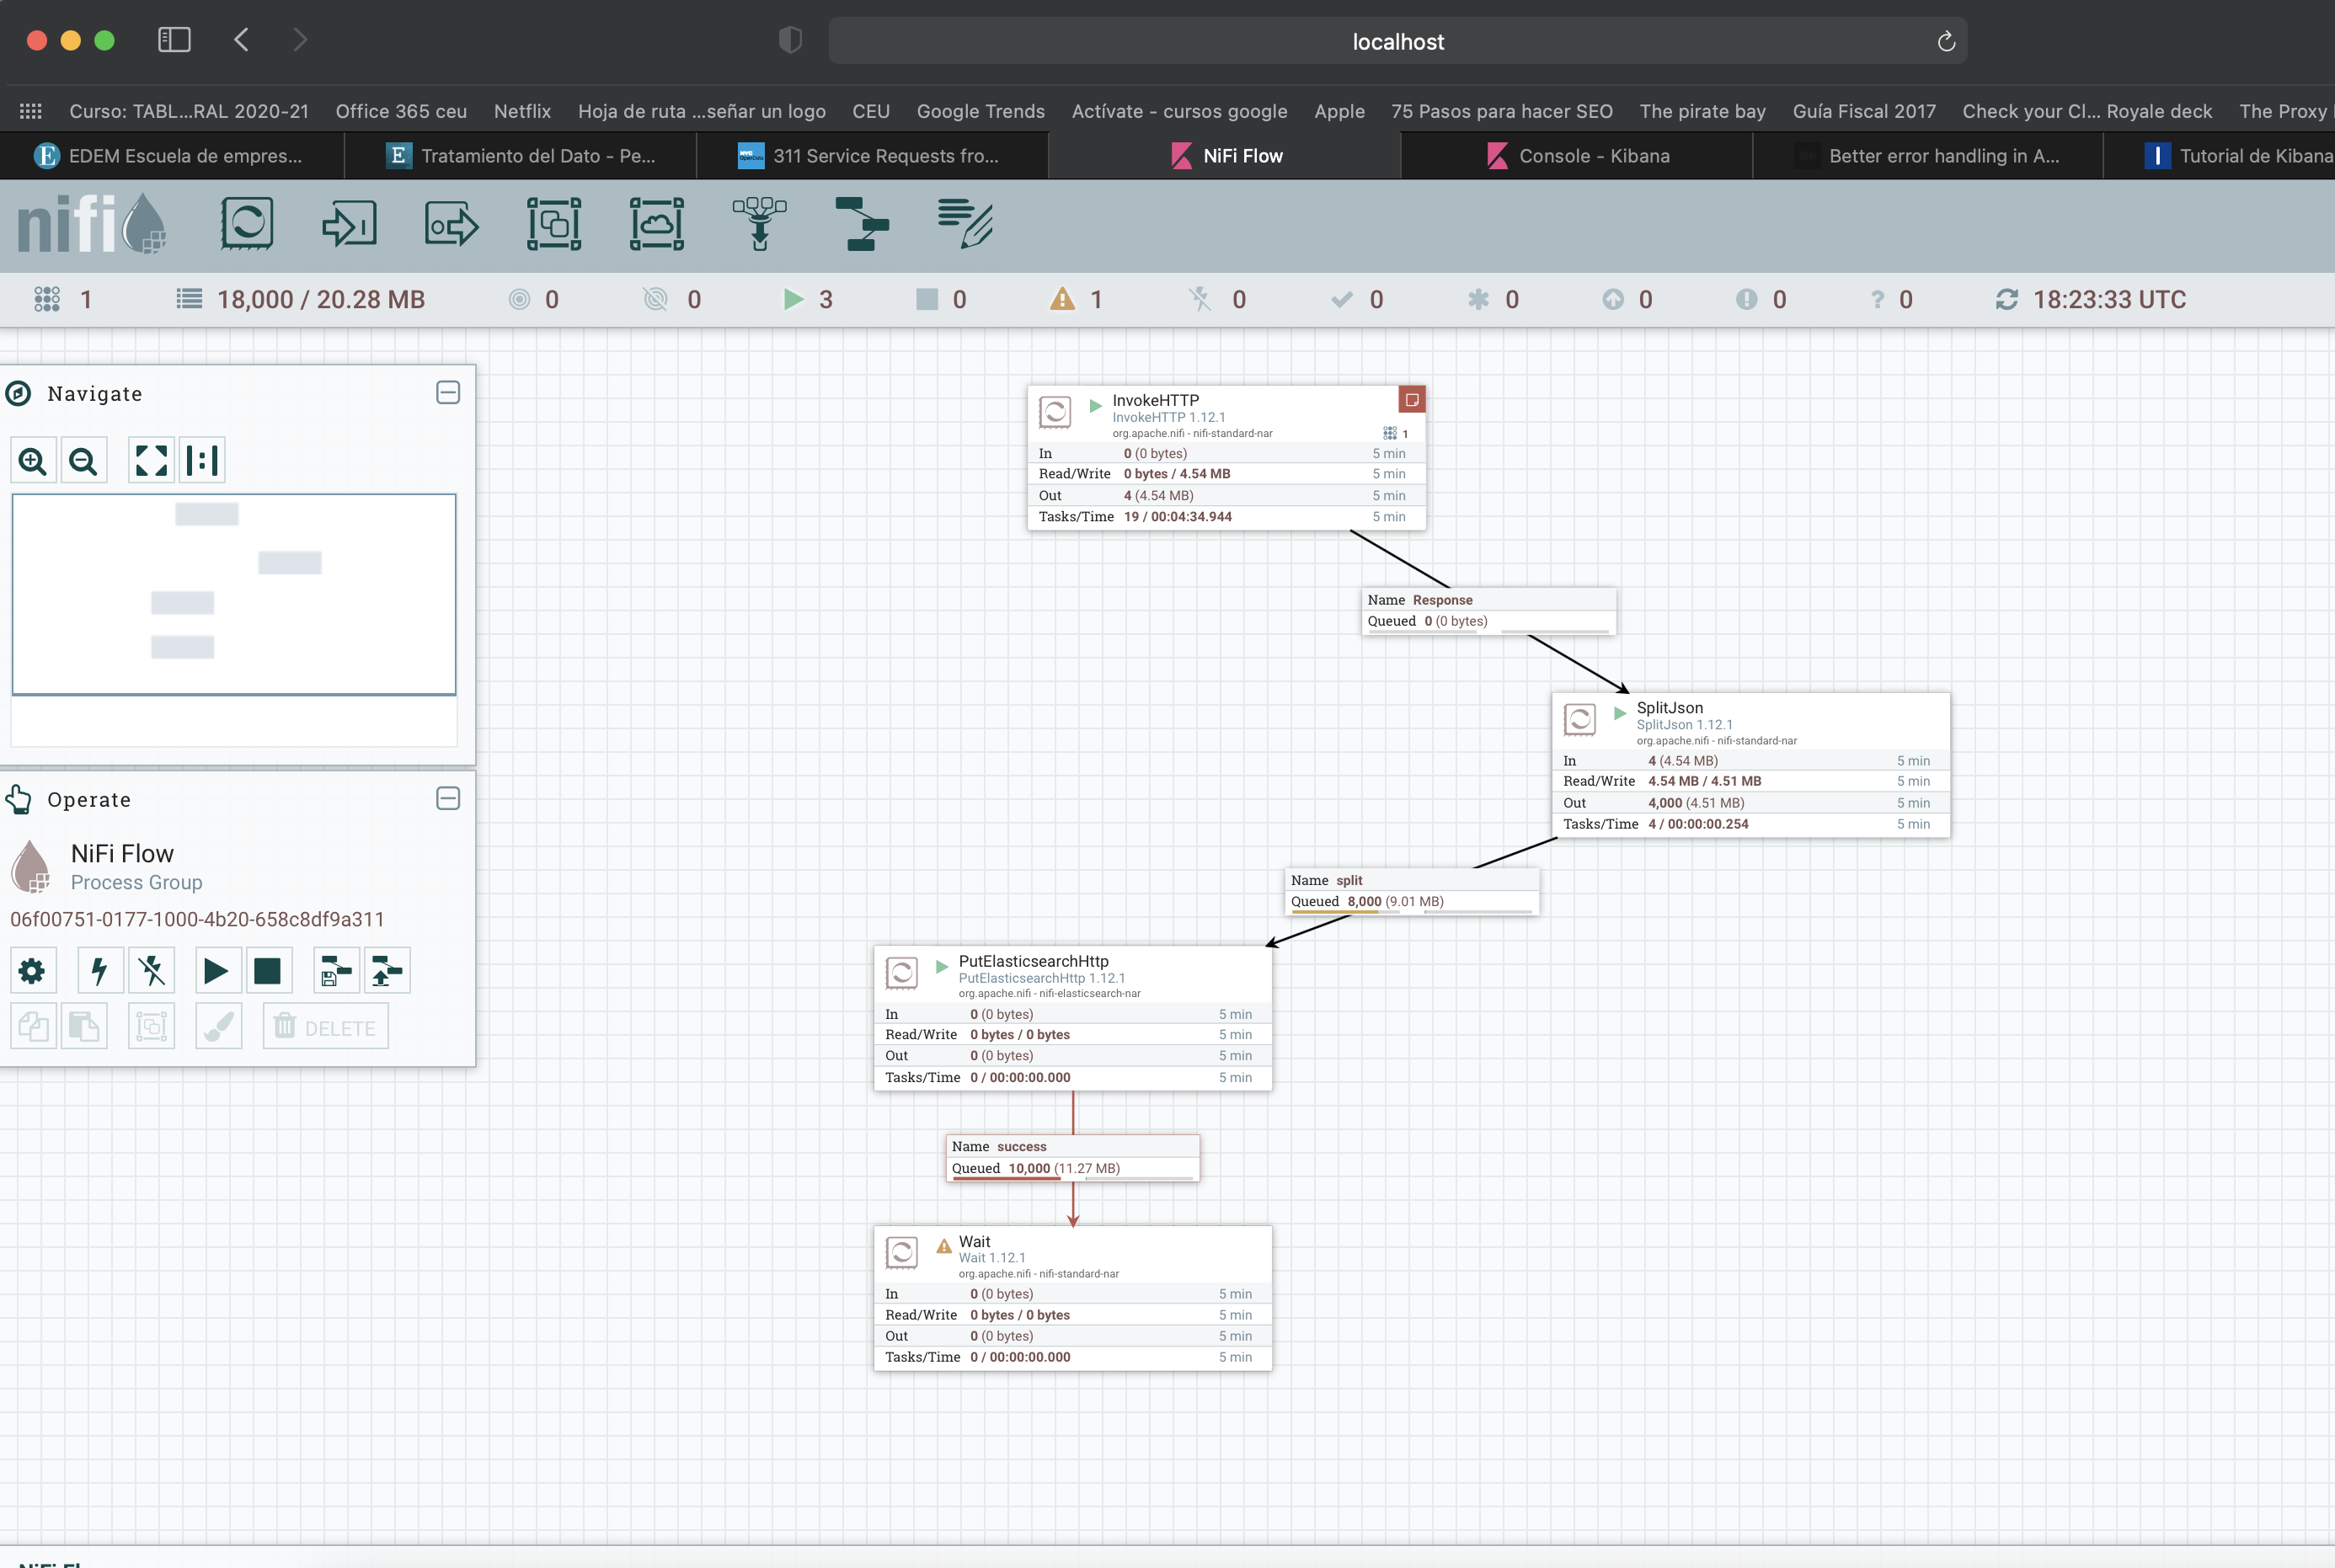 localhost
Curso: TABL...RAL 2020-21 Office 365 ceu Netflix Hoja de ruta ...señar un logo CEU Google Trends Actívate - cursos google Apple 75 Pasos para hacer SEO The pirate bay Guía Fiscal 2017 Check your Cl... Royale deck The Proxy
EDEM Escuela de empres... Tratamiento del Dato - Pe... 311 Service Requests fro... NiFi Flow Console - Kibana Better error handling in A... Tutorial de Kibana
nifi
1 18,000 / 20.28 MB 0 0 3 0 1 0 0 0 0 0 ? 0 18:23:33 UTC
Navigate
Operate
NiFi Flow
Process Group
06f00751-0177-1000-4b20-658c8df9a311
DELETE
InvokeHTTP
InvokeHTTP 1.12.1
org.apache.nifi - nifi-standard-nar
1
In 0 (0 bytes) 5 min
Read/Write 0 bytes / 4.54 MB 5 min
Out 4 (4.54 MB) 5 min
Tasks/Time 19 / 00:04:34.944 5 min
Name Response
Queued 0 (0 bytes)
SplitJson
SplitJson 1.12.1
org.apache.nifi - nifi-standard-nar
In 4 (4.54 MB) 5 min
Read/Write 4.54 MB / 4.51 MB 5 min
Out 4,000 (4.51 MB) 5 min
Tasks/Time 4 / 00:00:00.254 5 min
Name split
Queued 8,000 (9.01 MB)
PutElasticsearchHttp
PutElasticsearchHttp 1.12.1
org.apache.nifi - nifi-elasticsearch-nar
In 0 (0 bytes) 5 min
Read/Write 0 bytes / 0 bytes 5 min
Out 0 (0 bytes) 5 min
Tasks/Time 0 / 00:00:00.000 5 min
Name success
Queued 10,000 (11.27 MB)
Wait
Wait 1.12.1
org.apache.nifi - nifi-standard-nar
In 0 (0 bytes) 5 min
Read/Write 0 bytes / 0 bytes 5 min
Out 0 (0 bytes) 5 min
Tasks/Time 0 / 00:00:00.000 5 min